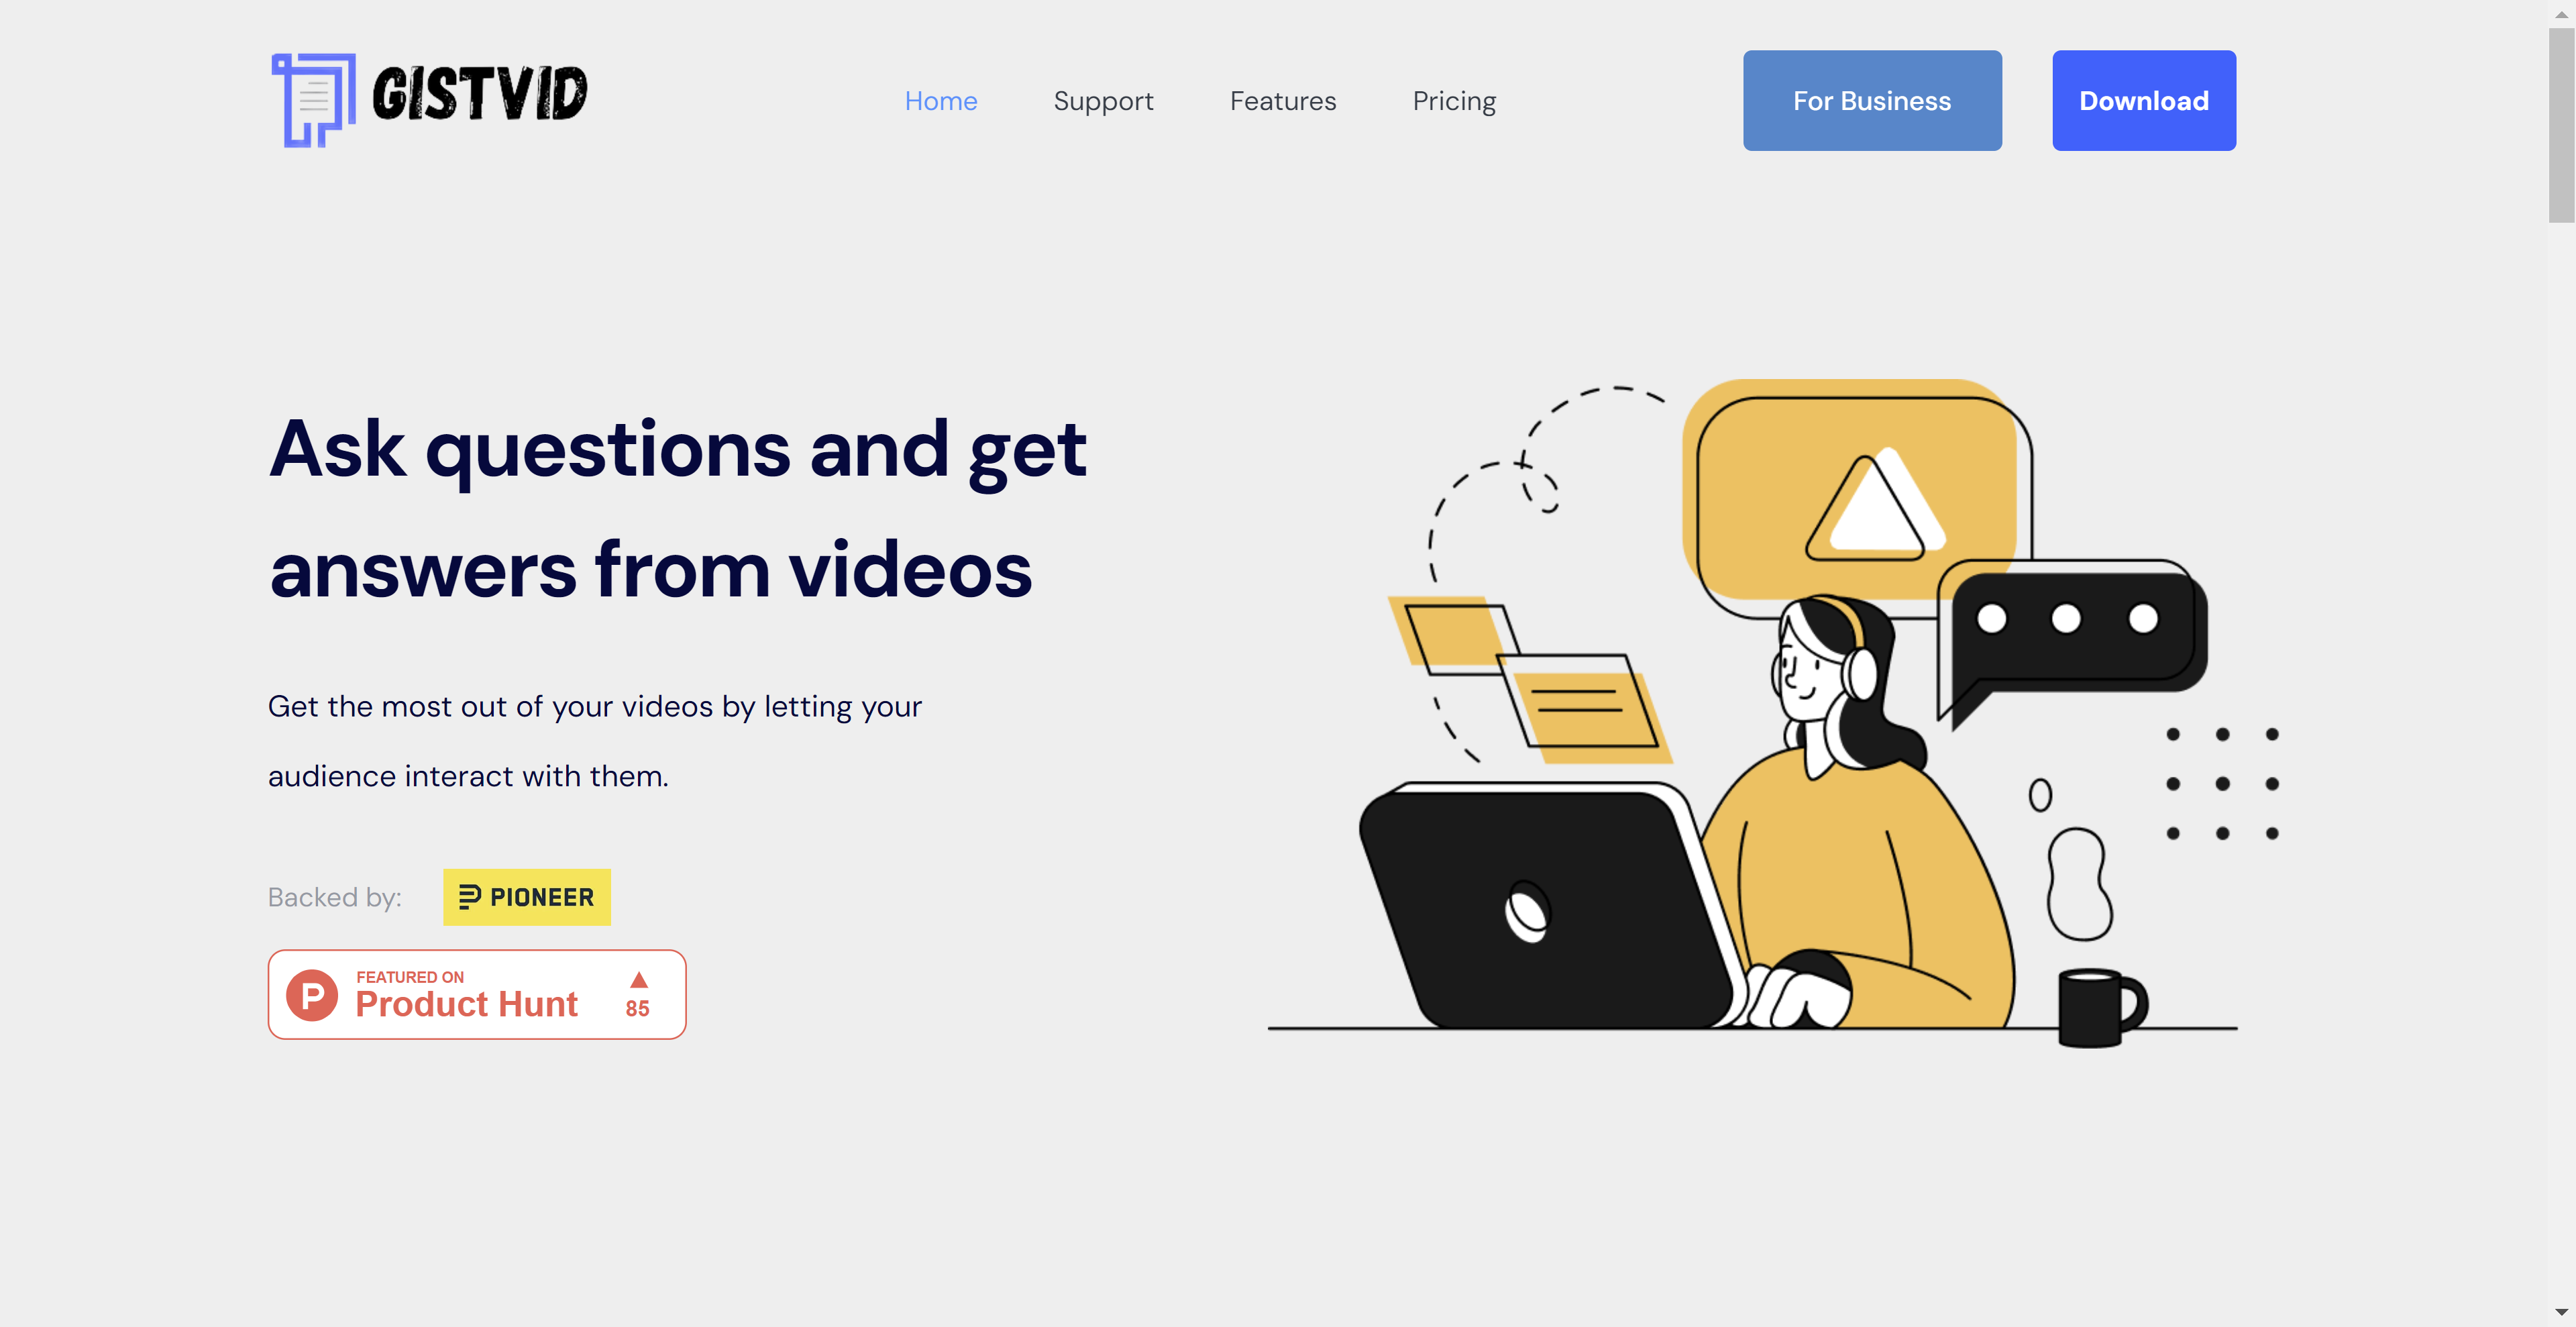 GISTVID
Home
Support
Features
Pricing
For Business
Download
Ask questions and get
answers from videos
Get the most out of your videos by letting your
audience interact with them.
Backed by:
PIONEER
P
FEATURED ON
Product Hunt
85